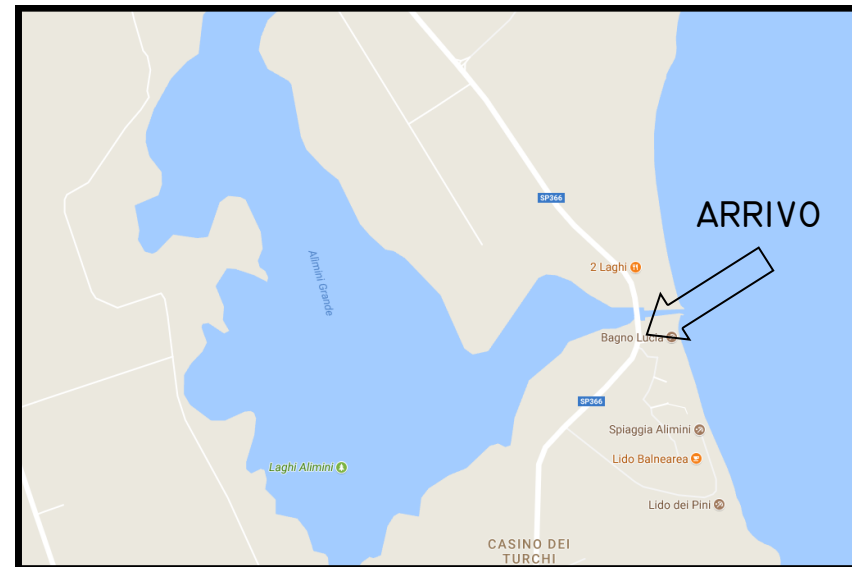 SP366
ARRIVO
Alimini
Grande
2 Laghi
Bagno Lucia
SP366
Spiaggia Alimini
Lido Balnearea
Laghi Alimini
Lido dei Pini
CASINO DEI
TURCHI